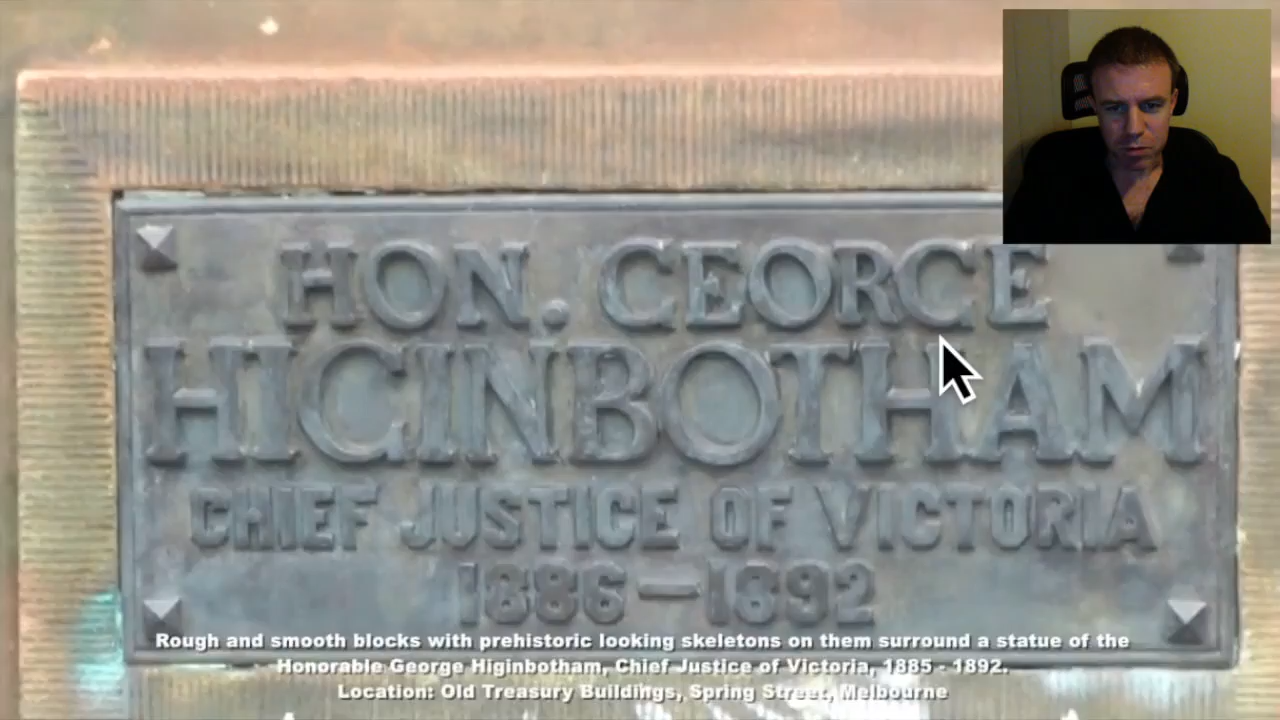 HON. GEORGE
HIGINBOTHAM
CHIEF JUSTICE OF VICTORIA
1886—1892
Rough and smooth blocks with prehistoric looking skeletons on them surround a statue of the
Honorable George Higinbotham, Chief Justice of Victoria, 1885 - 1892.
Location: Old Treasury Buildings, Spring Street, Melbourne